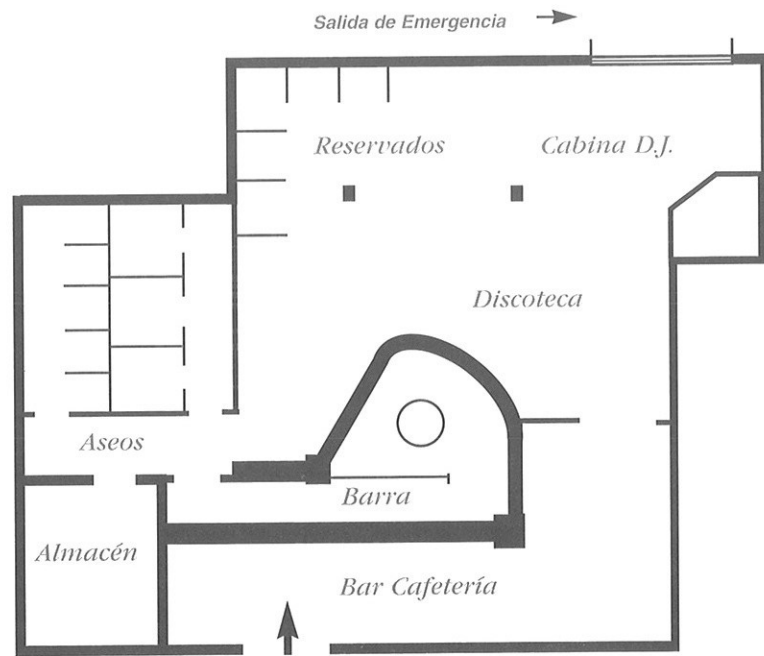 Salida de Emergencia
Reservados
Cabina D.J.
Discoteca
Aseos
Barra
Almacén
Bar Cafetería